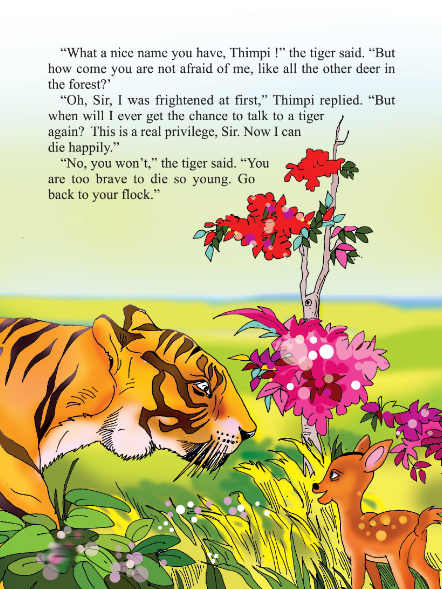 “What a nice name you have, Thimpi !” the tiger said. “But
how come you are not afraid of me, like all the other deer in
the forest?’
“Oh, Sir, I was frightened at first,” Thimpi replied. “But
when will I ever get the chance to talk to a tiger
again? This is a real privilege, Sir. Now I can
die happily.”
“No, you won’t,” the tiger said. “You
are too brave to die so young. Go
back to your flock.”